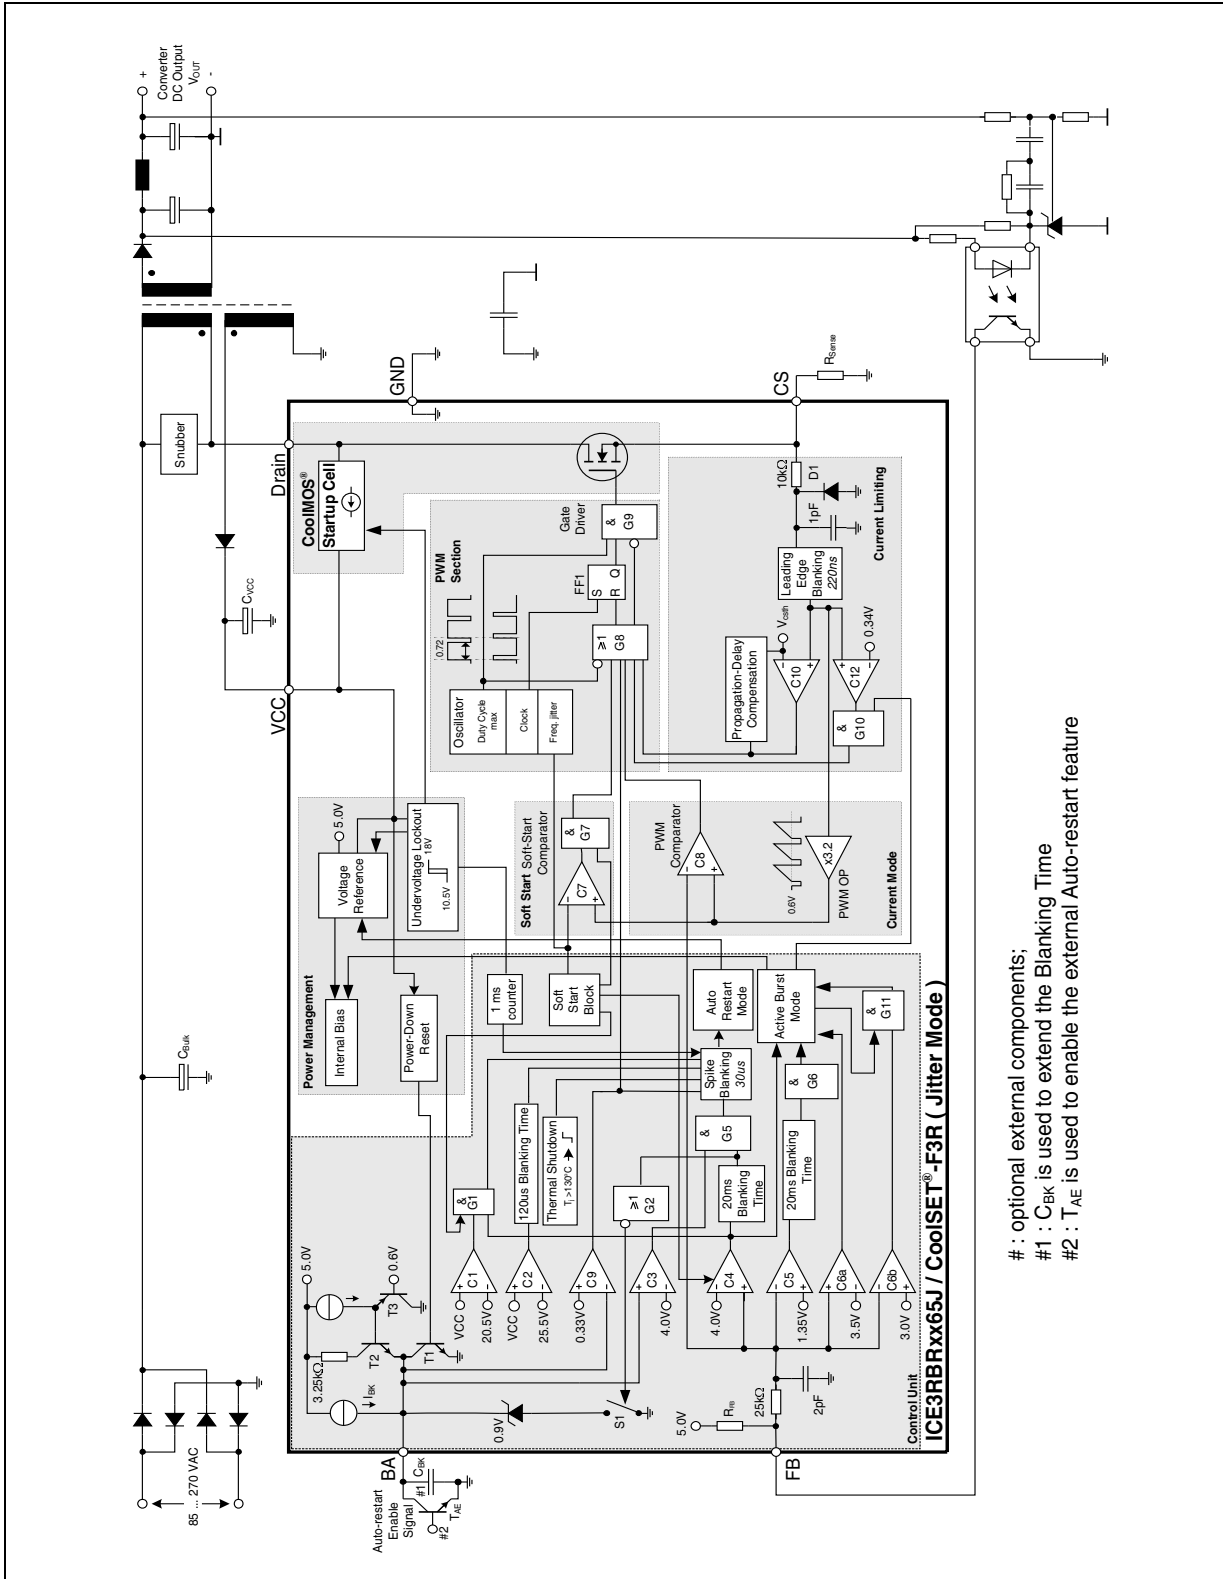 +
Converter
DC Output
VOUT
-
Snubber
CBulk
85 ... 270 VAC
CVCC
Drain
VCC
GND
CS
RSense
BA
FB
CoolMOS®
Startup Cell
Power Management
Internal Bias
Voltage
Reference
5.0V
Undervoltage Lockout
18V
10.5V
Power-Down
Reset
PWM
Section
0.72
Oscillator
Duty Cycle
max
Clock
Freq. jitter
Gate
Driver
&
G9
FF1
S
R Q
≥1
G8
1 ms
counter
Soft Start Soft-Start
Comparator
C7
&
G7
Soft
Start
Block
5.0V
3.25kΩ
IBK
T2
T3
0.6V
T1
0.9V
S1
Auto-restart
Enable
Signal
#1
CBK
#2
TAE
VCC
20.5V
C1
&
G1
VCC
25.5V
C2
120us Blanking Time
Thermal Shutdown
Tj >130°C
0.33V
C9
4.0V
C3
≥1
G2
4.0V
C4
20ms
Blanking
Time
&
G5
Spike
Blanking
30us
Auto
Restart
Mode
1.35V
C5
20ms Blanking
Time
&
G6
Active Burst
Mode
3.5V
C6a
3.0V
C6b
&
G11
5.0V
RFB
25kΩ
2pF
Control Unit
PWM
Comparator
C8
0.6V
x3.2
PWM OP
Current Mode
Propagation-Delay
Compensation
Vcsth
C10
C12
0.34V
&
G10
Leading
Edge
Blanking
220ns
10kΩ
D1
1pF
Current Limiting
ICE3RBRxx65J / CoolSET®-F3R ( Jitter Mode )
# : optional external components;
#1 : CBK is used to extend the Blanking Time
#2 : TAE is used to enable the external Auto-restart feature